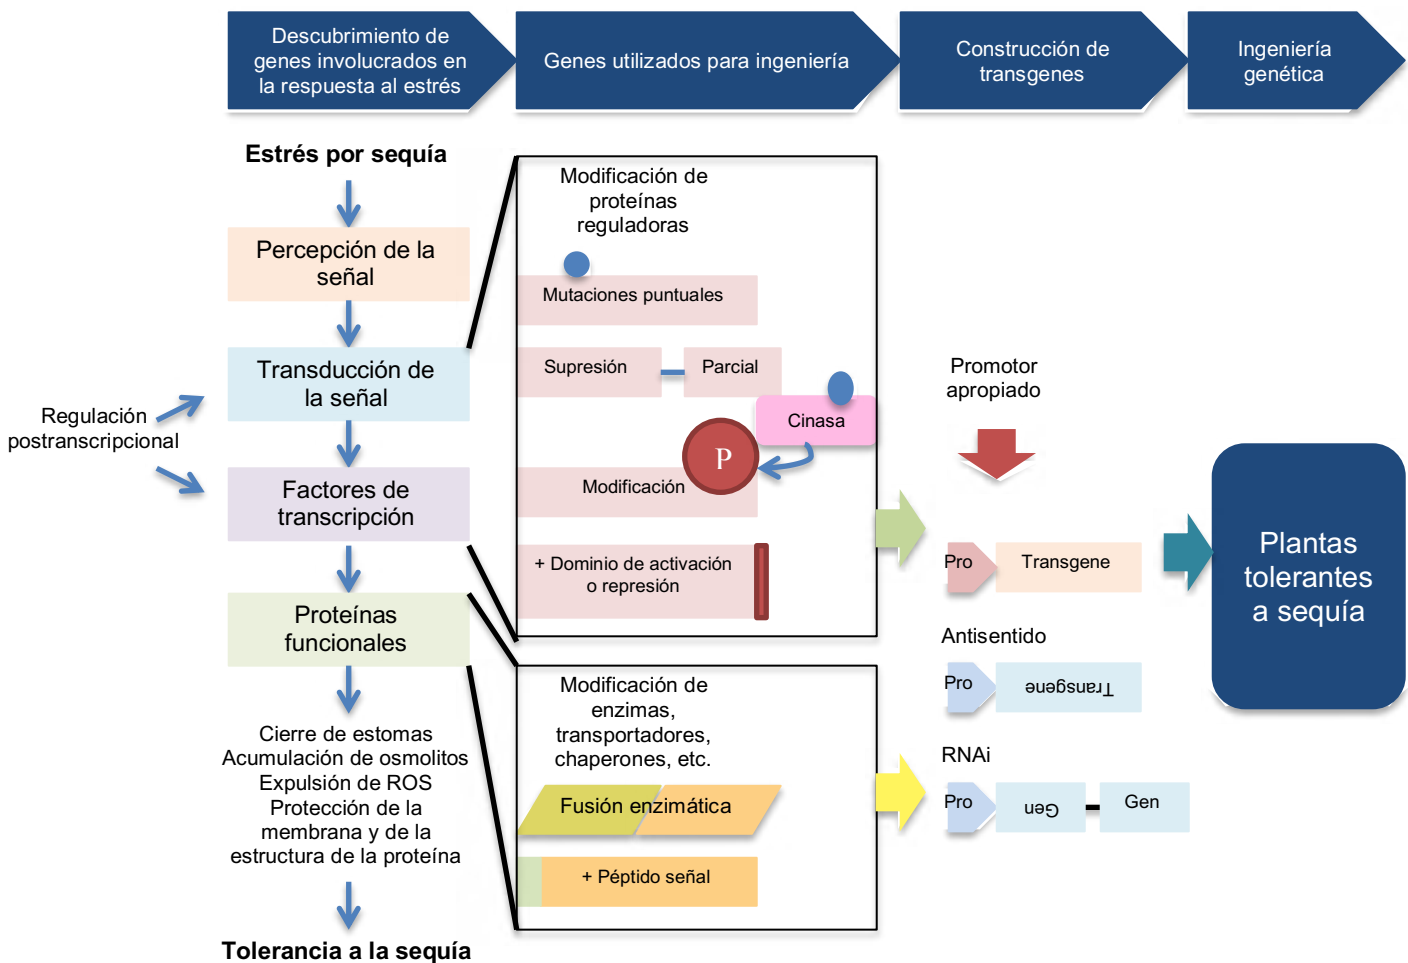 Descubrimiento de
genes involucrados en
la respuesta al estrés
Genes utilizados para ingeniería
Construcción de
transgenes
Ingeniería
genética
Estrés por sequía
Percepción de la
señal
Transducción de
la señal
Regulación
postranscripcional
Factores de
transcripción
Proteínas
funcionales
Cierre de estomas
Acumulación de osmolitos
Expulsión de ROS
Protección de la
membrana y de la
estructura de la proteína
Tolerancia a la sequía
Modificación de
proteínas
reguladoras
Mutaciones puntuales
Supresión
Parcial
Cinasa
P
Modificación
+ Dominio de activación
o represión
Modificación de
enzimas,
transportadores,
chaperones, etc.
Fusión enzimática
+ Péptido señal
Promotor
apropiado
Pro
Transgene
Antisentido
Pro
Transgene
RNAi
Pro
Gen
Gen
Plantas
tolerantes
a sequía